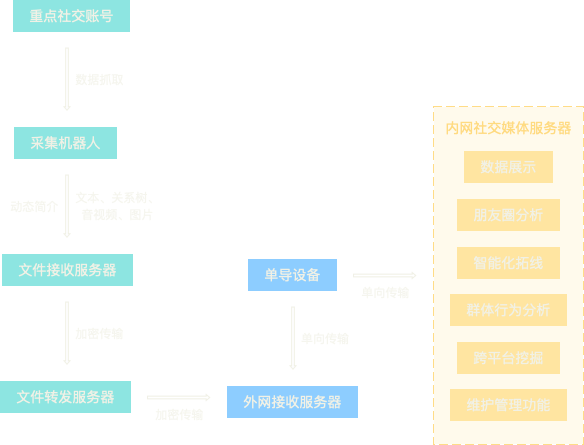 重点社交账号
数据抓取
采集机器人
动态简介
文本、关系树、
音视频、图片
文件接收服务器
加密传输
文件转发服务器
加密传输
单导设备
单向传输
单向传输
外网接收服务器
内网社交媒体服务器
数据展示
朋友圈分析
智能化拓线
群体行为分析
跨平台挖掘
维护管理功能